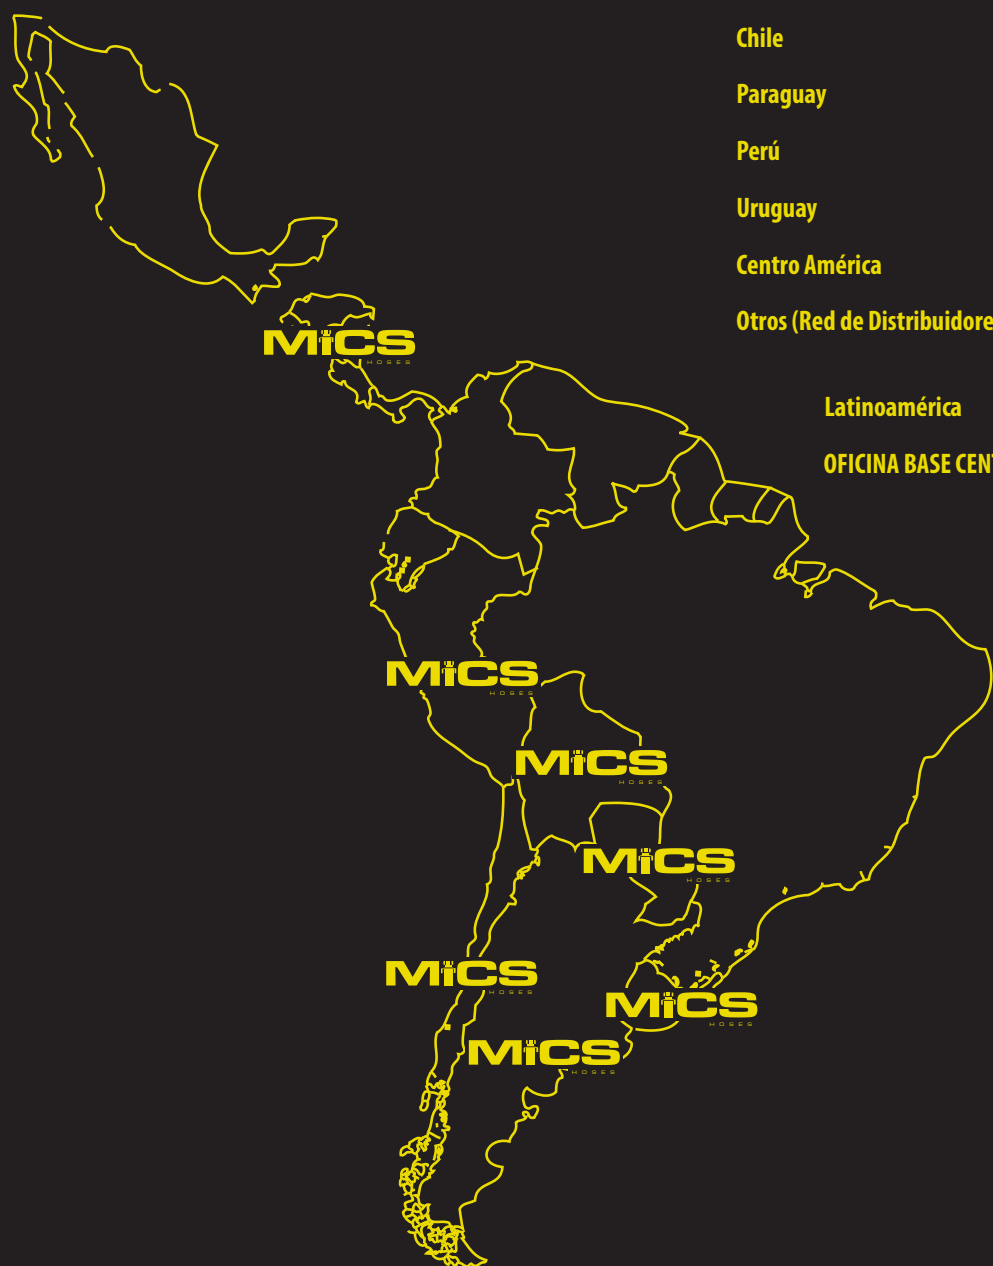 Chile
Paraguay
Perú
Uruguay
Centro América
Otros (Red de Distribuidore
MiCS
HOSES
Latinoamérica
OFICINA BASE CENT
MiCS
HOSES
MiCS
HOSES
MiCS
HOSES
MiCS
HOSES
MiCS
HOSES
MiCS
HOSES